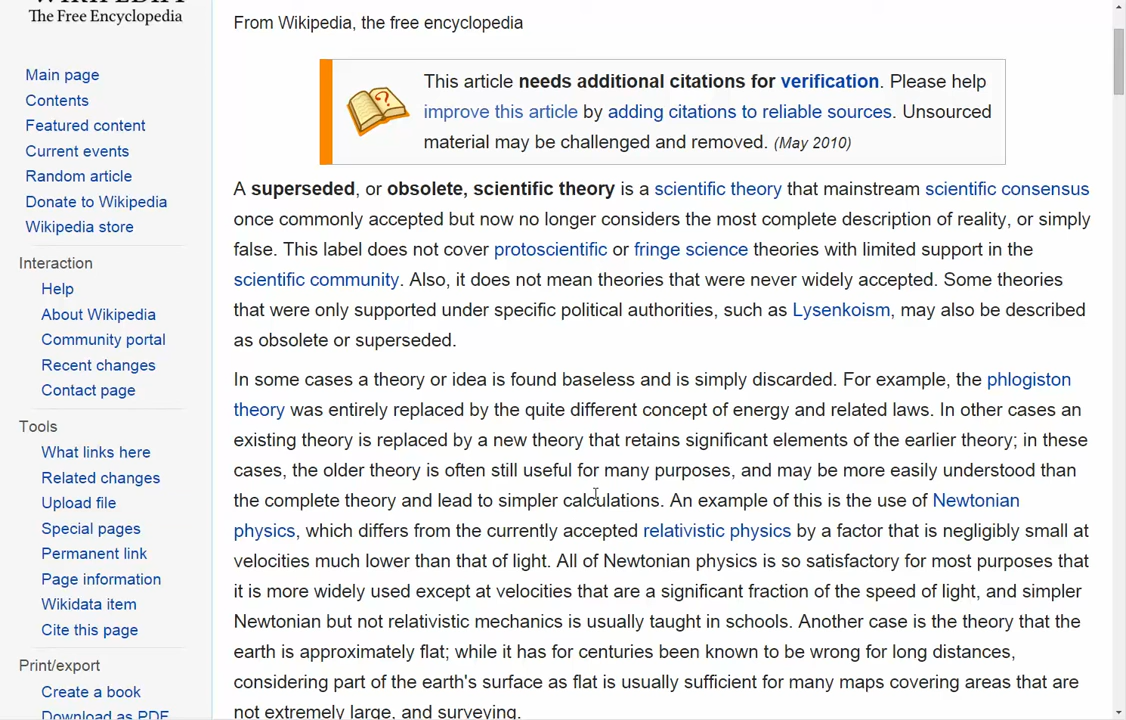 The Free Encyclopedia
Main page
Contents
Featured content
Current events
Random article
Donate to Wikipedia
Wikipedia store
Interaction
Help
About Wikipedia
Community portal
Recent changes
Contact page
Tools
What links here
Related changes
Upload file
Special pages
Permanent link
Page information
Wikidata item
Cite this page
Print/export
Create a book
Download as PDF
From Wikipedia, the free encyclopedia
This article needs additional citations for verification. Please help
improve this article by adding citations to reliable sources. Unsourced
material may be challenged and removed. (May 2010)
A superseded, or obsolete, scientific theory is a scientific theory that mainstream scientific consensus
once commonly accepted but now no longer considers the most complete description of reality, or simply
false. This label does not cover protoscientific or fringe science theories with limited support in the
scientific community. Also, it does not mean theories that were never widely accepted. Some theories
that were only supported under specific political authorities, such as Lysenkoism, may also be described
as obsolete or superseded.
In some cases a theory or idea is found baseless and is simply discarded. For example, the phlogiston
theory was entirely replaced by the quite different concept of energy and related laws. In other cases an
existing theory is replaced by a new theory that retains significant elements of the earlier theory; in these
cases, the older theory is often still useful for many purposes, and may be more easily understood than
the complete theory and lead to simpler calculations. An example of this is the use of Newtonian
physics, which differs from the currently accepted relativistic physics by a factor that is negligibly small at
velocities much lower than that of light. All of Newtonian physics is so satisfactory for most purposes that
it is more widely used except at velocities that are a significant fraction of the speed of light, and simpler
Newtonian but not relativistic mechanics is usually taught in schools. Another case is the theory that the
earth is approximately flat; while it has for centuries been known to be wrong for long distances,
considering part of the earth's surface as flat is usually sufficient for many maps covering areas that are
not extremely large, and surveying.